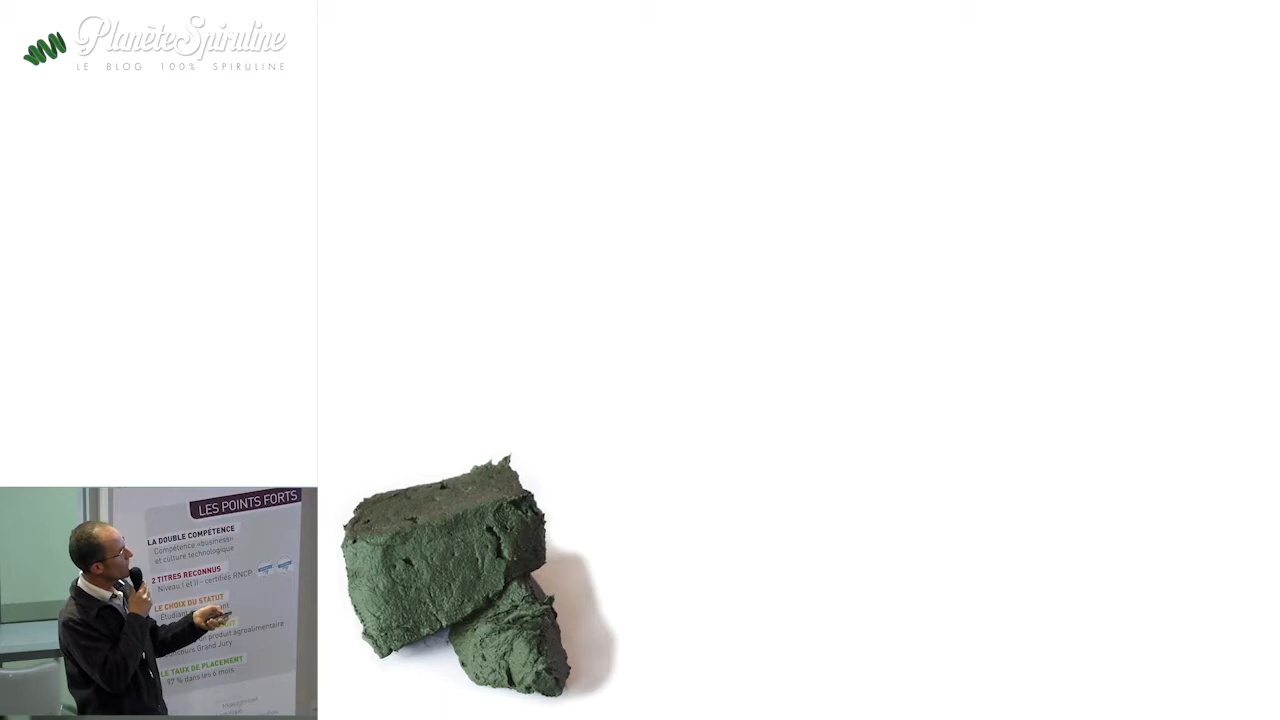 PlanèteSpiruline
LE BLOG 100% SPIRULINE
LES POINTS FORTS
LA DOUBLE COMPÉTENCE
Compétence «business»
et culture technologique
2 TITRES RECONNUS
Niveau I et II - certifiés RNCP
LE CHOIX DU STATUT
un produit agroalimentaire
Grand Jury
LE TAUX DE PLACEMENT
97 % dans les 6 mois